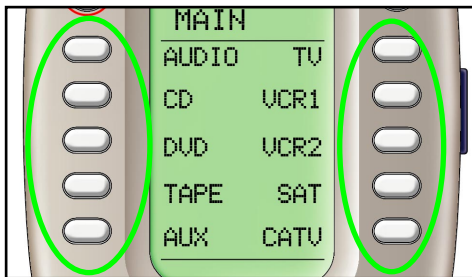 MAIN
AUDIO TV
CD VCR1
DVD VCR2
TAPE SAT
AUX CATV